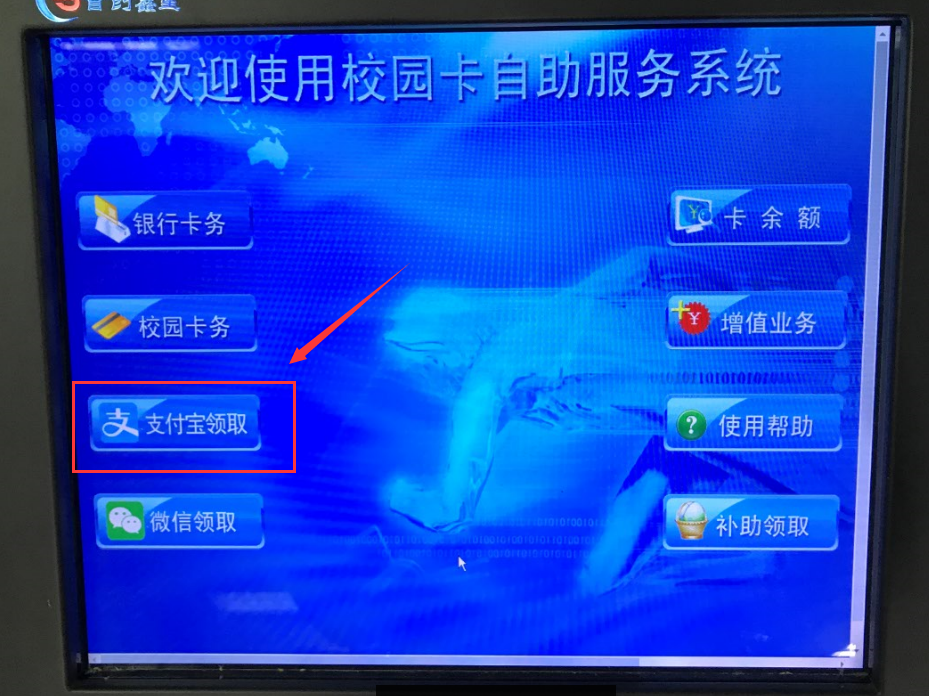 欢迎使用校园卡自助服务系统
银行卡务
卡 余 额
校园卡务
增值业务
支付宝领取
使用帮助
微信领取
补助领取